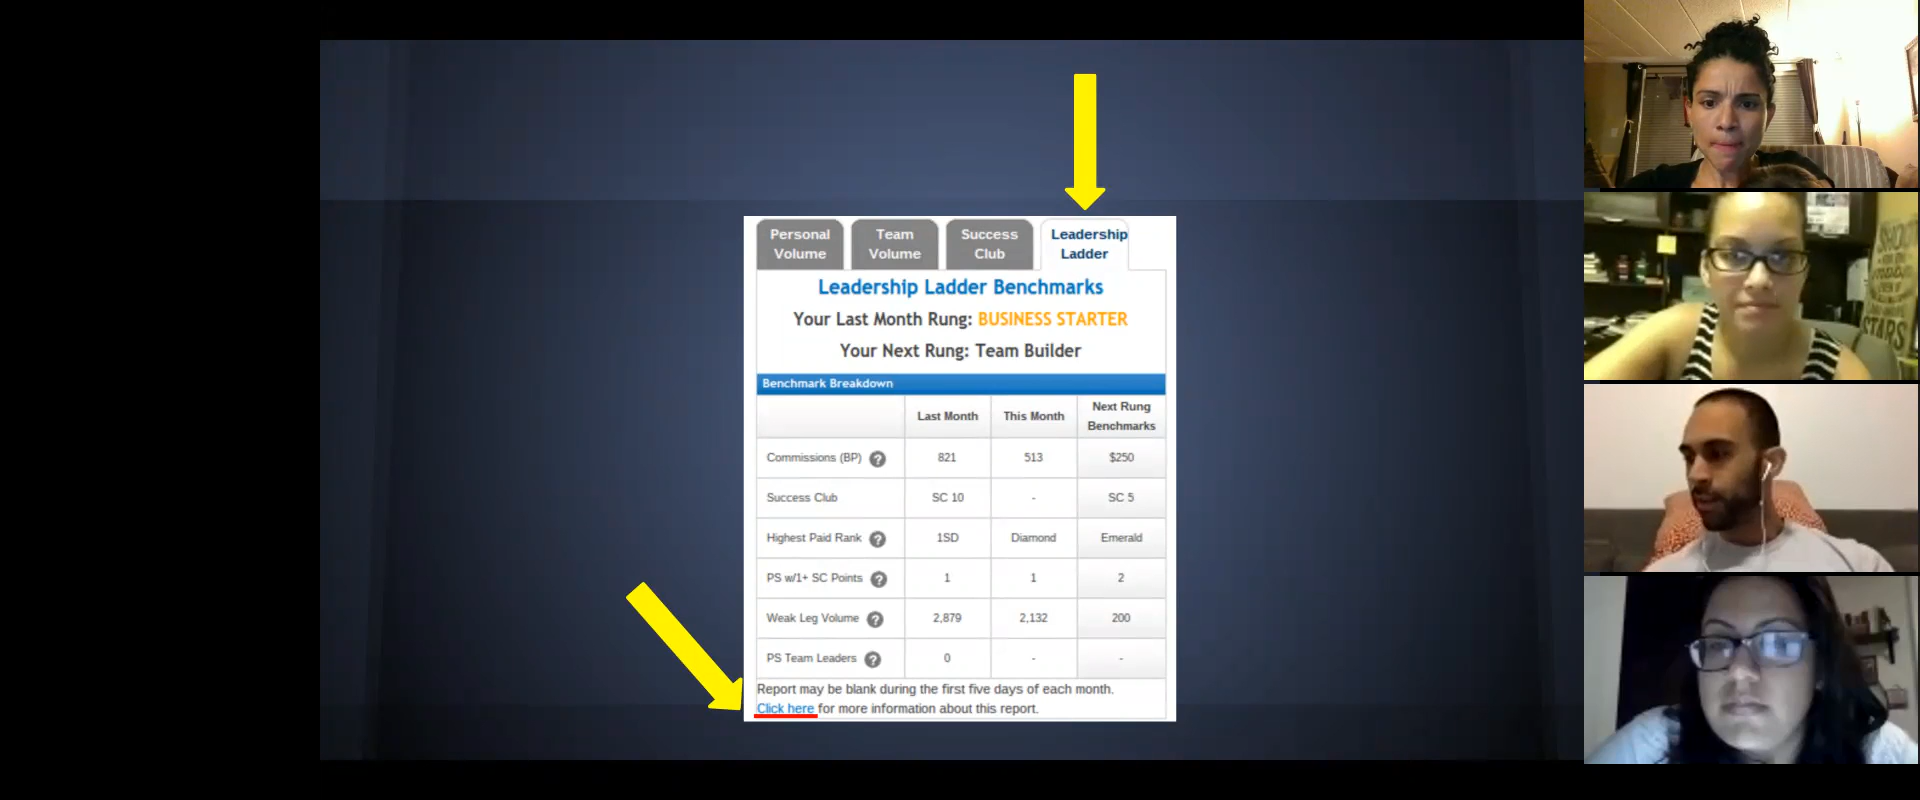 Personal Volume
Team Volume
Success Club
Leadership Ladder
Leadership Ladder Benchmarks
Your Last Month Rung: BUSINESS STARTER
Your Next Rung: Team Builder
Benchmark Breakdown
Last Month This Month Next Rung Benchmarks
Commissions (BP) ? 821 513 $250
Success Club SC 10 - SC 5
Highest Paid Rank ? 1SD Diamond Emerald
PS w/1+ SC Points ? 1 1 2
Weak Leg Volume ? 2,879 2,132 200
PS Team Leaders ? 0 - -
Report may be blank during the first five days of each month.
Click here for more information about this report.
SHOOT
STARS